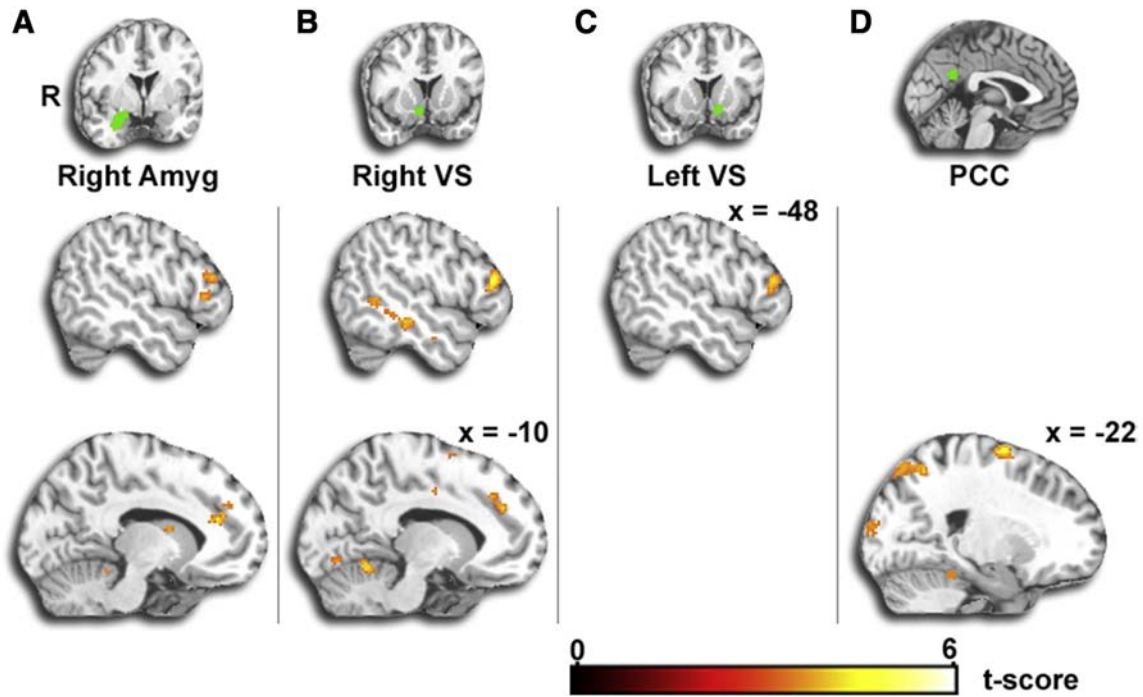 A B C D
R
Right Amyg Right VS Left VS PCC
x = -48
x = -10 x = -22
0 6
t-score